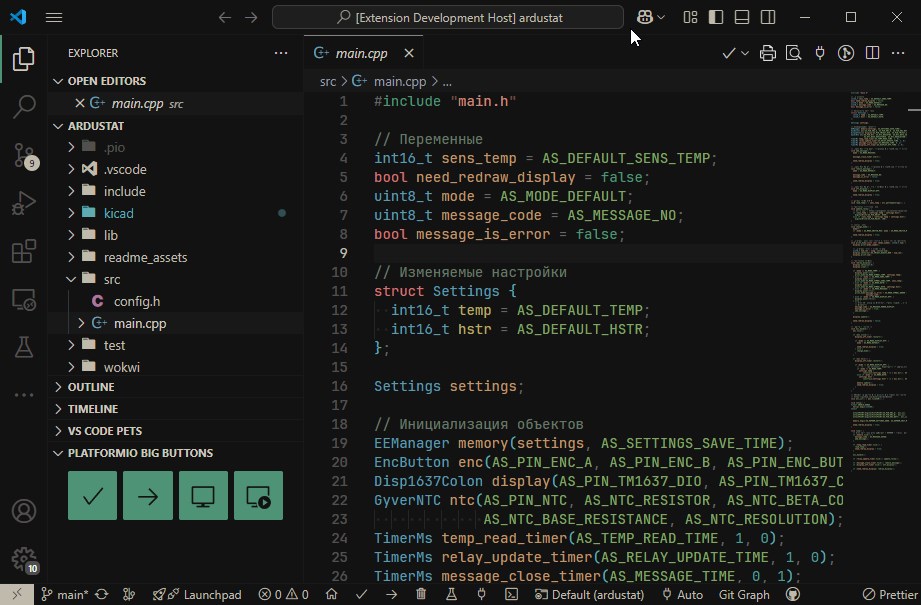 [Extension Development Host] ardustat
EXPLORER
OPEN EDITORS
main.cpp src
ARDUSTAT
.pio
.vscode
include
kicad
lib
readme_assets
src
config.h
main.cpp
test
wokwi
OUTLINE
TIMELINE
VS CODE PETS
PLATFORMIO BIG BUTTONS
9
10
main.cpp
src > main.cpp > ...
1 #include "main.h"
2
3 // Переменные
4 int16_t sens_temp = AS_DEFAULT_SENS_TEMP;
5 bool need_redraw_display = false;
6 uint8_t mode = AS_MODE_DEFAULT;
7 uint8_t message_code = AS_MESSAGE_NO;
8 bool message_is_error = false;
9
10 // Изменяемые настройки
11 struct Settings {
12 int16_t temp = AS_DEFAULT_TEMP;
13 int16_t hstr = AS_DEFAULT_HSTR;
14 };
15
16 Settings settings;
17
18 // Инициализация объектов
19 EEManager memory(settings, AS_SETTINGS_SAVE_TIME);
20 EncButton enc(AS_PIN_ENC_A, AS_PIN_ENC_B, AS_PIN_ENC_BUT
21 Disp1637Colon display(AS_PIN_TM1637_DIO, AS_PIN_TM1637_C
22 GyverNTC ntc(AS_PIN_NTC, AS_NTC_RESISTOR, AS_NTC_BETA_CO
23 AS_NTC_BASE_RESISTANCE, AS_NTC_RESOLUTION);
24 TimerMs temp_read_timer(AS_TEMP_READ_TIME, 1, 0);
25 TimerMs relay_update_timer(AS_RELAY_UPDATE_TIME, 1, 0);
26 TimerMs message_close_timer(AS_MESSAGE_TIME, 0, 1);
main* Launchpad 0 0 Default (ardustat) Auto Git Graph Prettier